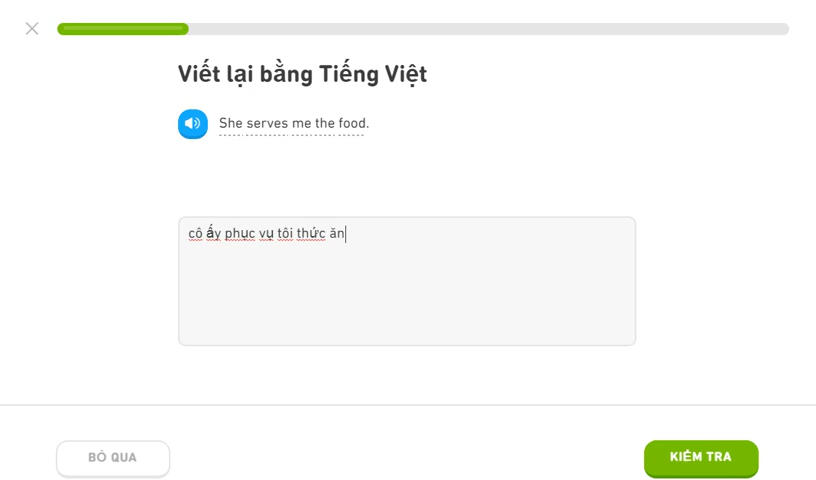 Viết lại bằng Tiếng Việt
She serves me the food.
cô ấy phục vụ tôi thức ăn
BỎ QUA
KIỂM TRA